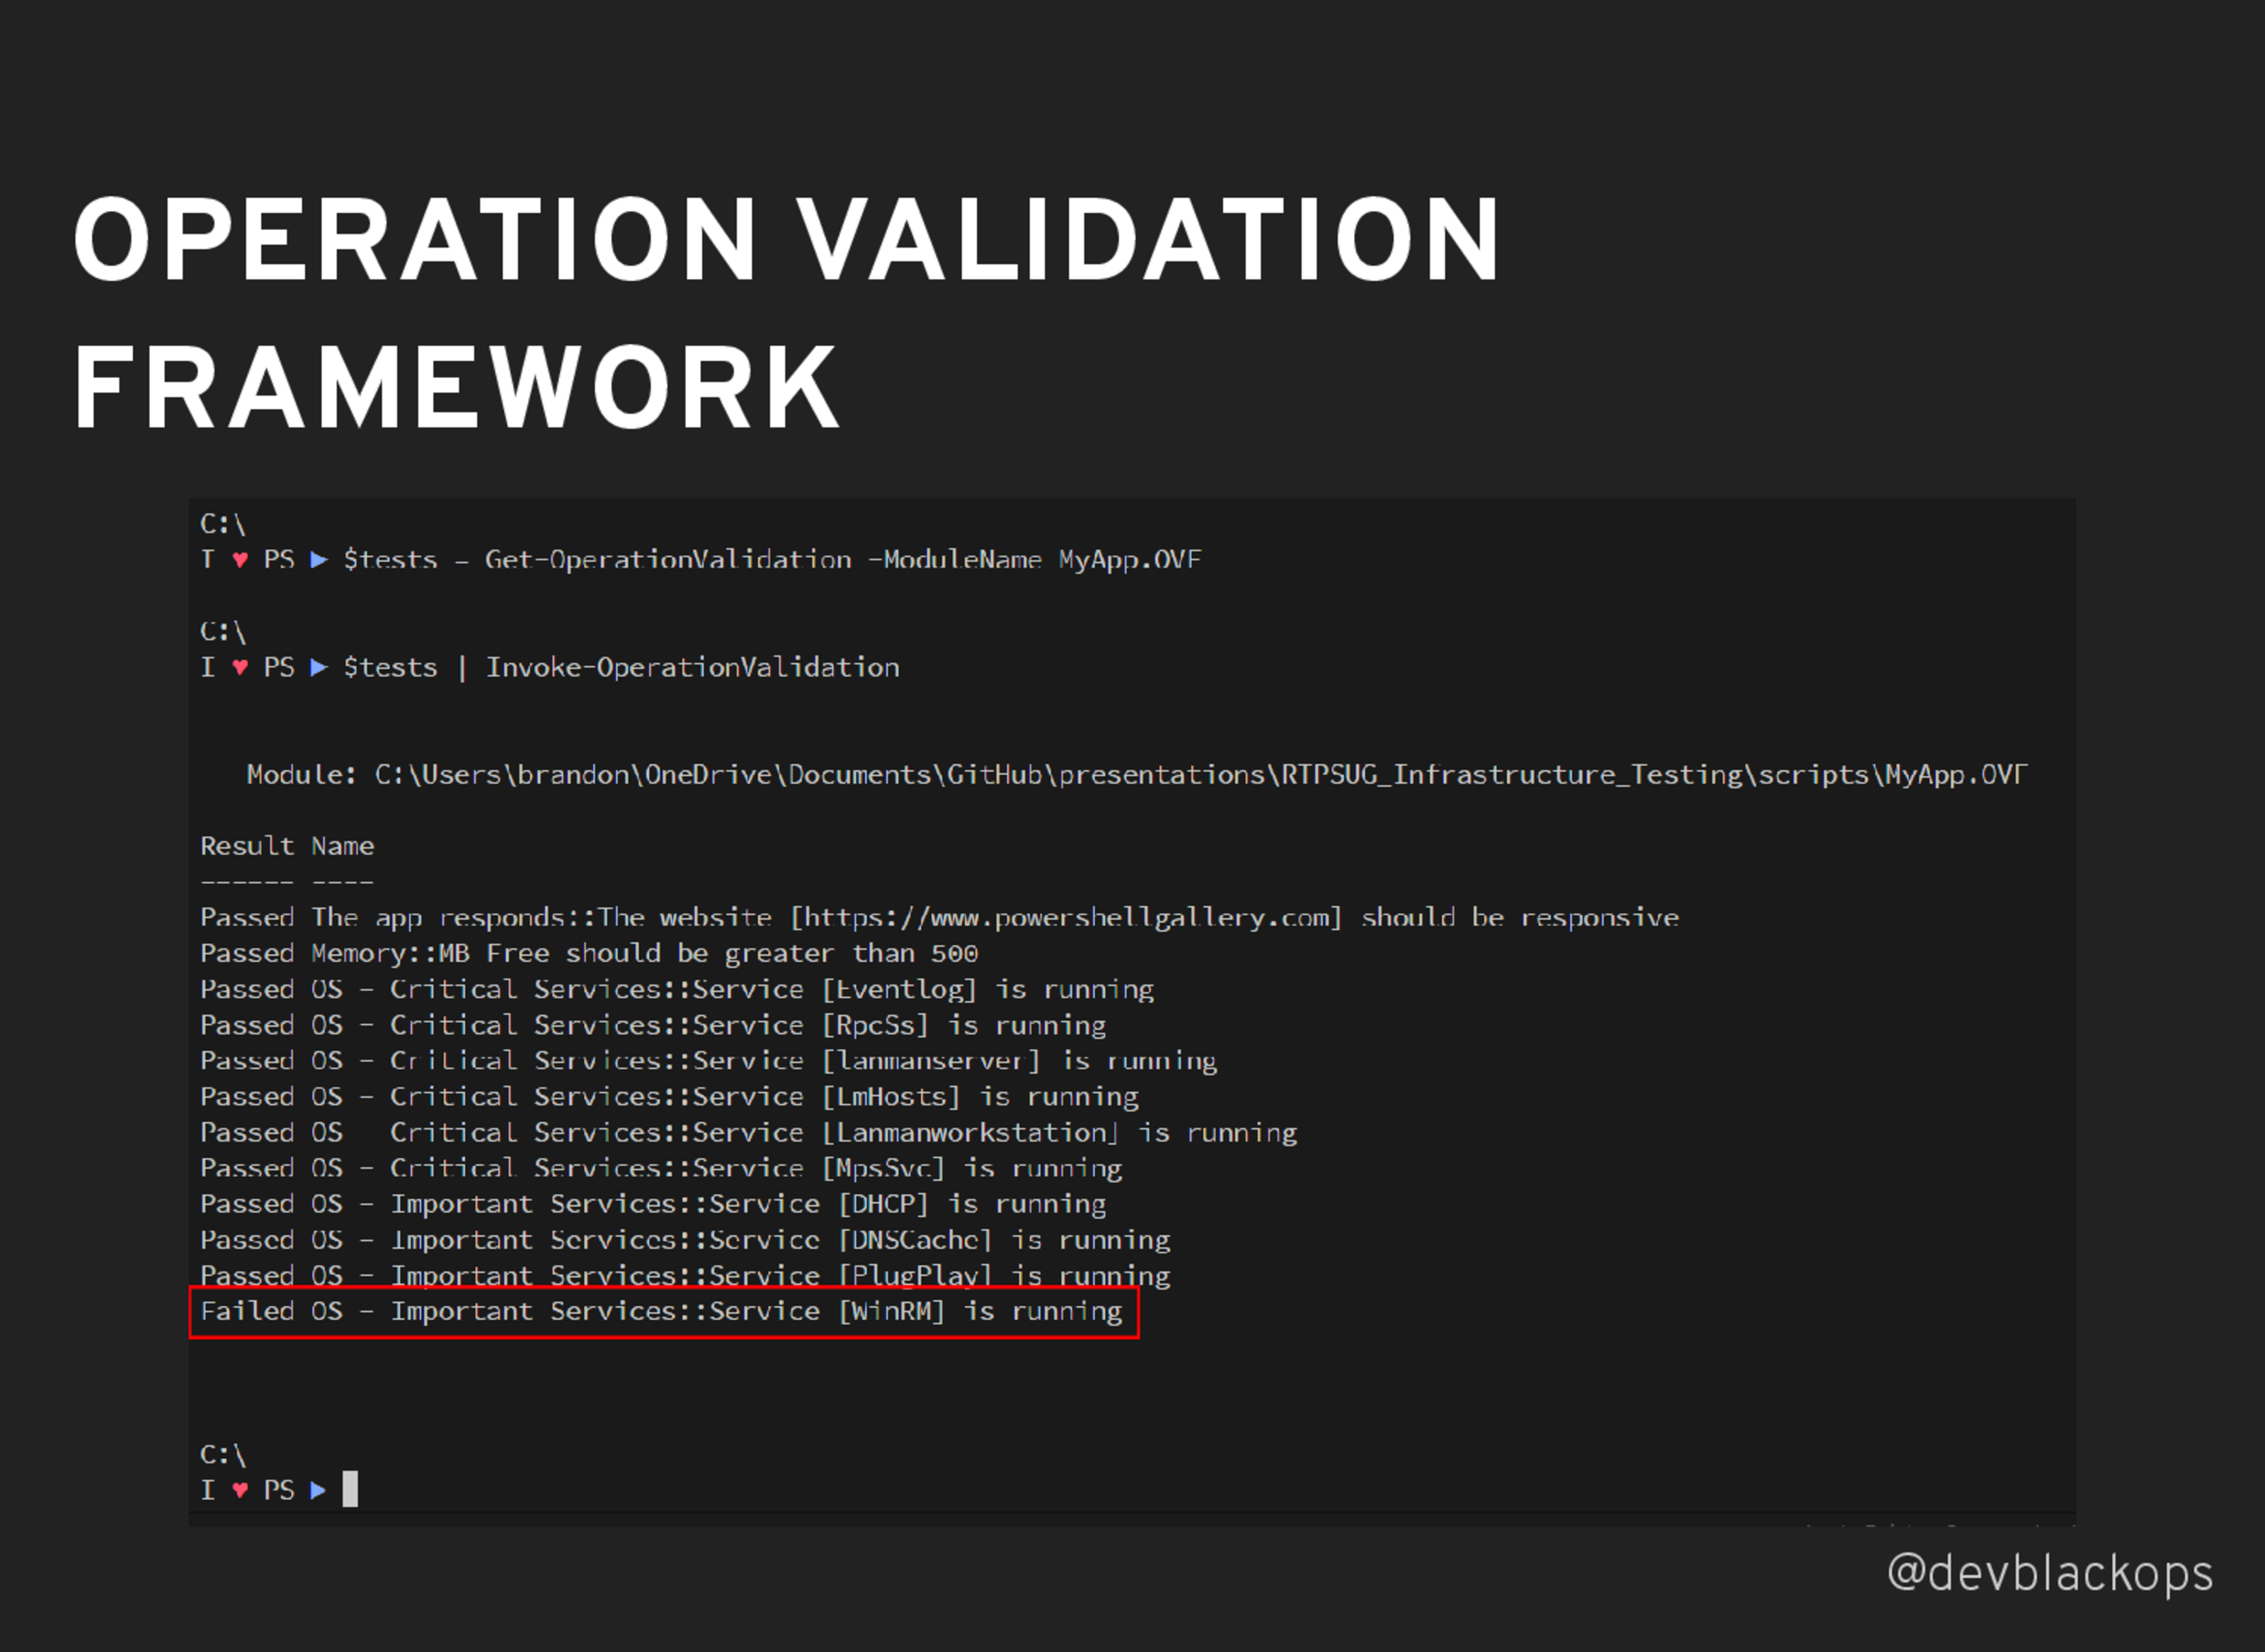 OPERATION VALIDATION
FRAMEWORK
C:\
I ♥ PS ► $tests = Get-OperationValidation -ModuleName MyApp.OVF
C:\
I ♥ PS ► $tests | Invoke-OperationValidation
Module: C:\Users\brandon\OneDrive\Documents\GitHub\presentations\RTPSUG_Infrastructure_Testing\scripts\MyApp.OVF
Result Name
------ ----
Passed The app responds::The website [https://www.powershellgallery.com] should be responsive
Passed Memory::MB Free should be greater than 500
Passed OS - Critical Services::Service [Eventlog] is running
Passed OS - Critical Services::Service [RpcSs] is running
Passed OS - Critical Services::Service [lanmanserver] is running
Passed OS - Critical Services::Service [LmHosts] is running
Passed OS - Critical Services::Service [Lanmanworkstation] is running
Passed OS - Critical Services::Service [MpsSvc] is running
Passed OS - Important Services::Service [DHCP] is running
Passed OS - Important Services::Service [DNSCache] is running
Passed OS - Important Services::Service [PlugPlay] is running
Failed OS - Important Services::Service [WinRM] is running
C:\
I ♥ PS ►
@devblackops